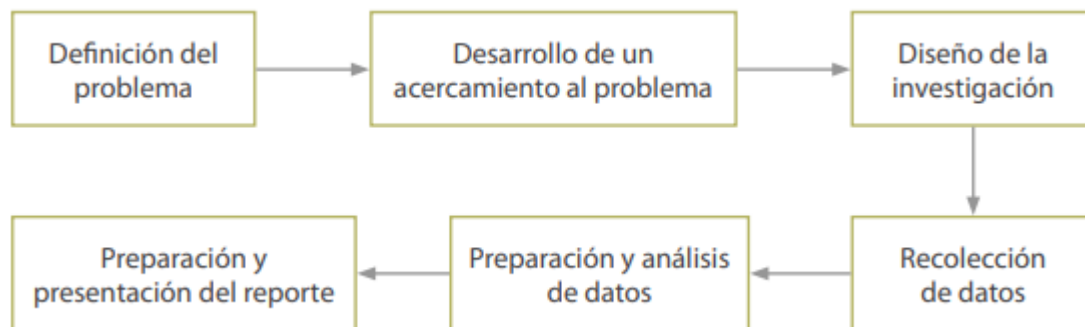 Definición del
problema
Desarrollo de un
acercamiento al problema
Diseño de la
investigación
Recolección
de datos
Preparación y análisis
de datos
Preparación y
presentación del reporte